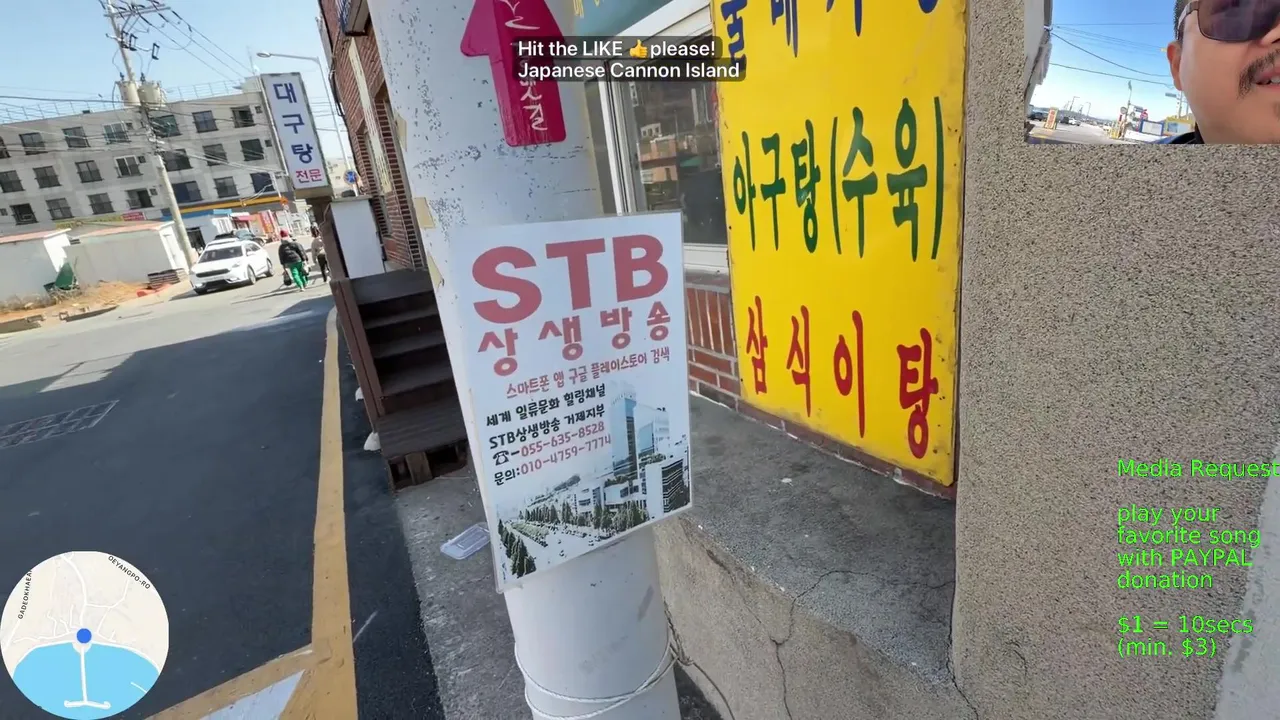 Hit the LIKE 👍please!
Japanese Cannon Island
대구탕
전문
아구탕(수육)
삼식이탕
STB
상생방송
스마트폰 앱 구글 플레이스토어 검색
세계 일류문화 힐링채널
STB상생방송 거제지부
☎-055-635-8528
문의:010-4759-7774
Media Request
play your
favorite song
with PAYPAL
donation
$1 = 10secs
(min. $3)
OEYANGPO-RO